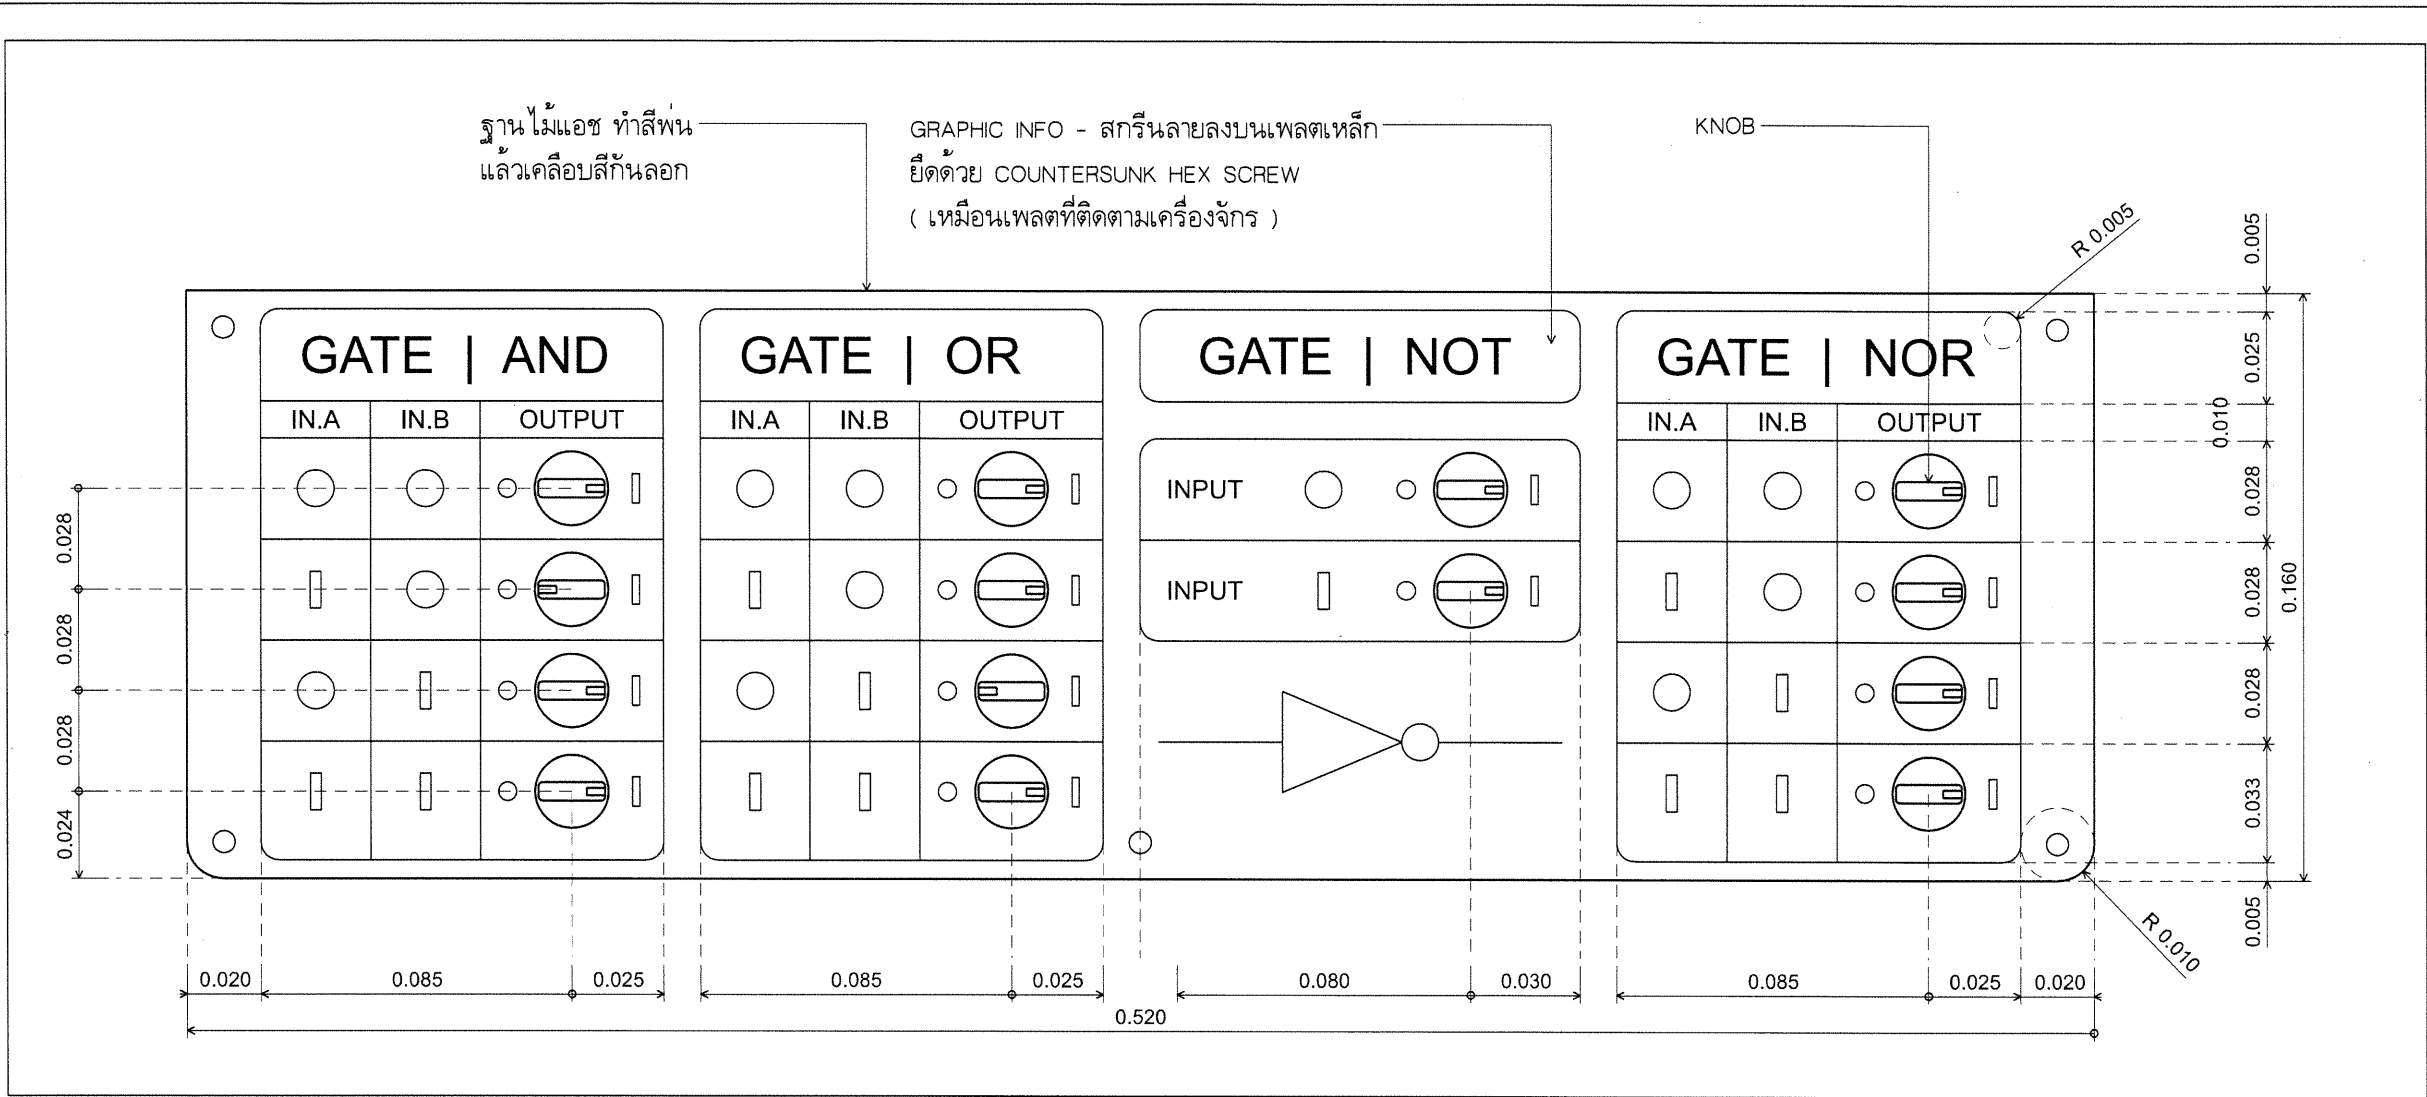 ฐานไม้แอช ทำสีพ่น
แล้วเคลือบสีกันลอก
GRAPHIC INFO - สกรีนลายลงบนเพลตเหล็ก
ยึดด้วย COUNTERSUNK HEX SCREW
( เหมือนเพลตที่ติดตามเครื่องจักร )
KNOB
R 0.005
0.005
GATE | AND
GATE | OR
GATE | NOT
GATE | NOR
0.025
IN.A IN.B OUTPUT
IN.A IN.B OUTPUT
IN.A IN.B OUTPUT
0.010
INPUT
INPUT
0.028
0.028
0.028
0.024
0.028
0.028
0.028
0.033
0.160
0.005
R 0.010
0.020 0.085 0.025 0.085 0.025 0.080 0.030 0.085 0.025 0.020
0.520